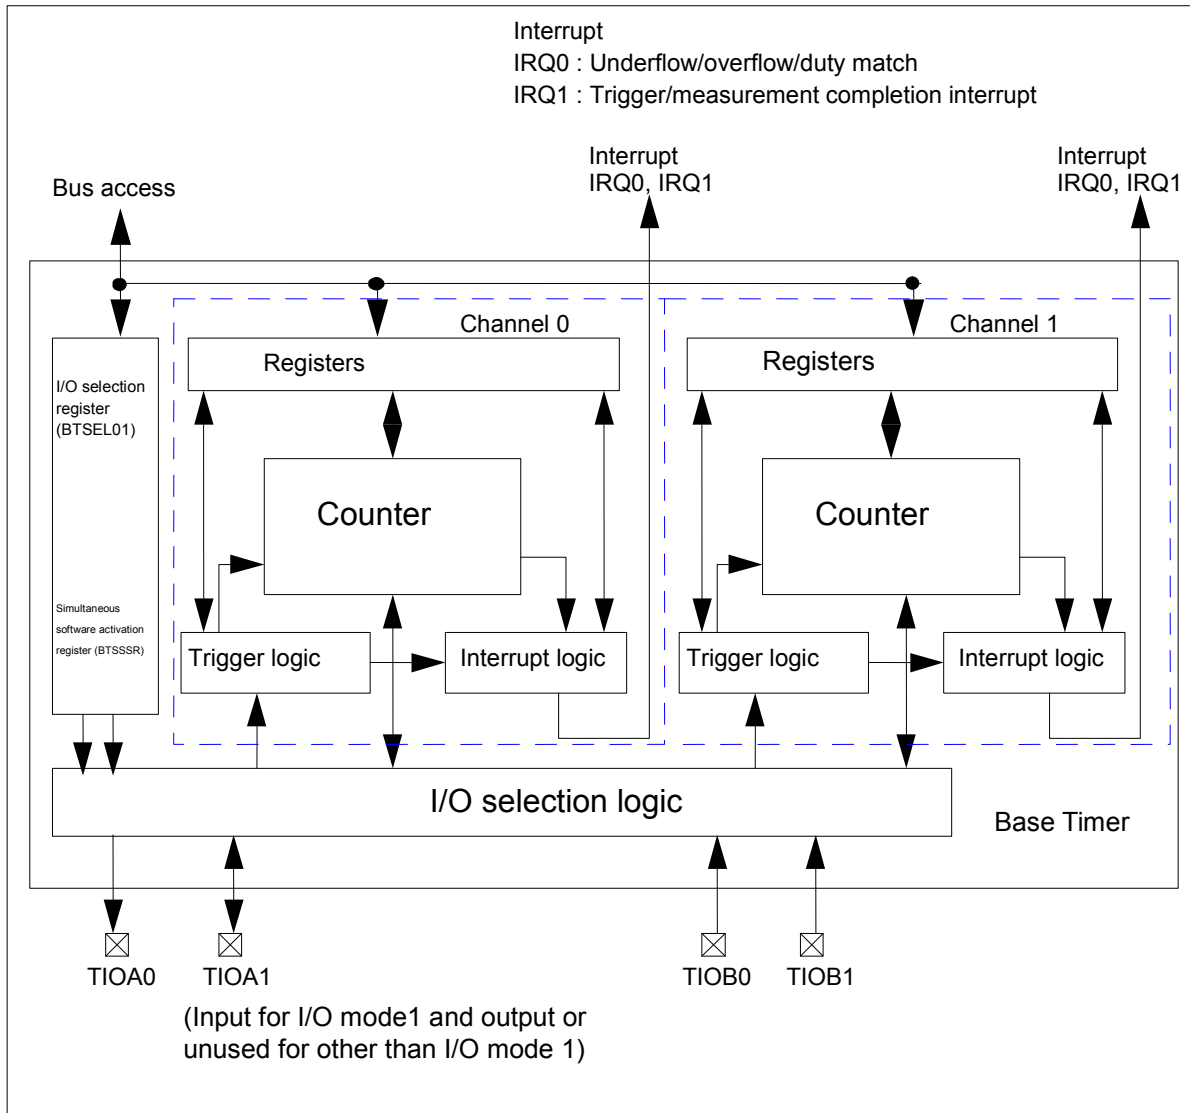 Interrupt
IRQ0 : Underflow/overflow/duty match
IRQ1 : Trigger/measurement completion interrupt
Interrupt
IRQ0, IRQ1
Interrupt
IRQ0, IRQ1
Bus access
Channel 0
Channel 1
Registers
Registers
I/O selection
register
(BTSEL01)
Counter
Counter
Simultaneous
software activation
register (BTSSSR)
Trigger logic
Interrupt logic
Trigger logic
Interrupt logic
I/O selection logic
Base Timer
TIOA0
TIOA1
TIOB0
TIOB1
(Input for I/O mode1 and output or
unused for other than I/O mode 1)